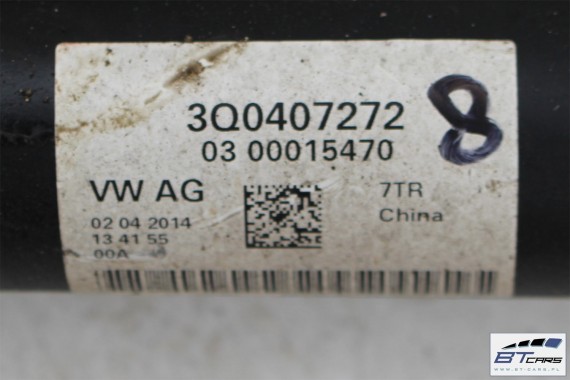 3Q0407272
03 00015470
8
VW AG
7TR
China
02 04 2014
13 41 55
00A
BTCARS
WWW.BT-CARS.PL